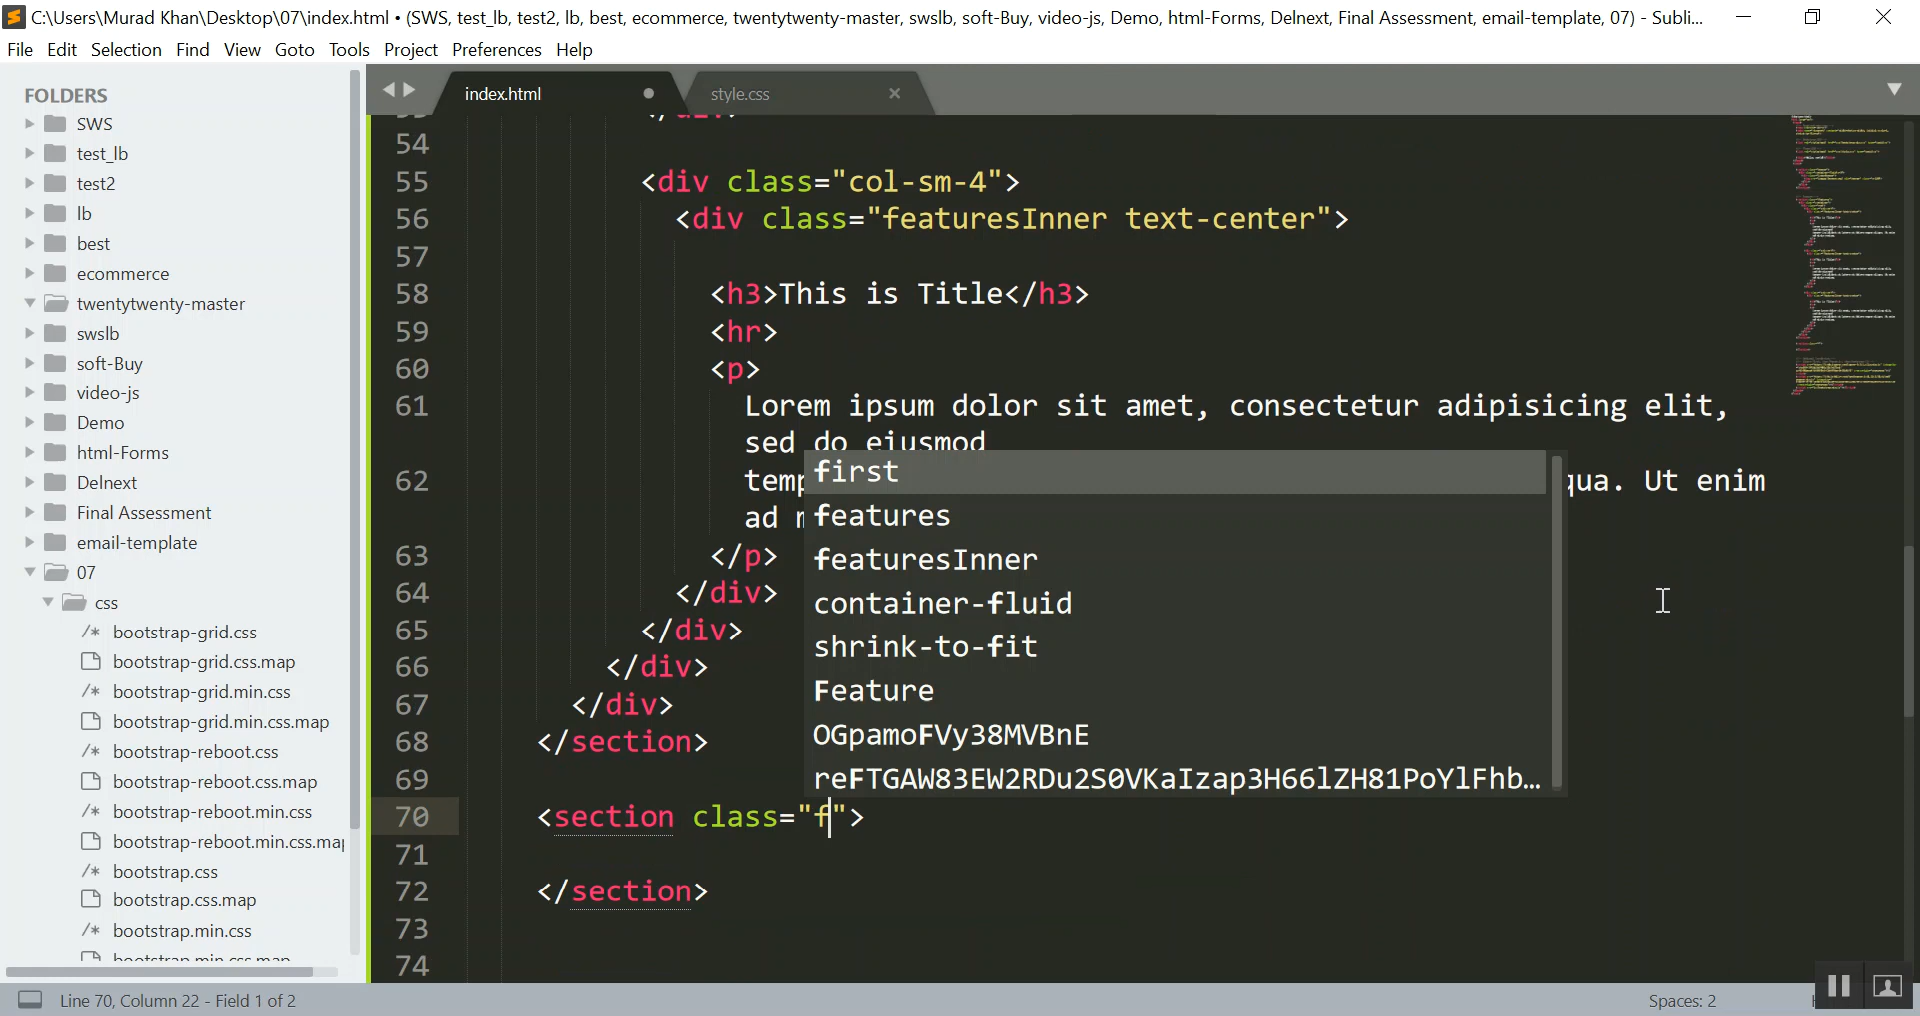 C:\Users\Murad Khan\Desktop\07\index.html • (SWS, test_lb, test2, lb, best, ecommerce, twentytwenty-master, swslb, soft-Buy, video-js, Demo, html-Forms, Delnext, Final Assessment, email-template, 07) - Subli...
File Edit Selection Find View Goto Tools Project Preferences Help
FOLDERS
SWS
test_lb
test2
lb
best
ecommerce
twentytwenty-master
swslb
soft-Buy
video-js
Demo
html-Forms
Delnext
Final Assessment
email-template
07
css
/* bootstrap-grid.css
bootstrap-grid.css.map
/* bootstrap-grid.min.css
bootstrap-grid.min.css.map
/* bootstrap-reboot.css
bootstrap-reboot.css.map
/* bootstrap-reboot.min.css
bootstrap-reboot.min.css.map
/* bootstrap.css
bootstrap.css.map
/* bootstrap.min.css
bootstrap.min.css.map
index.html
style.css
54
55 <div class="col-sm-4">
56 <div class="featuresInner text-center">
57
58 <h3>This is Title</h3>
59 <hr>
60 <p>
61 Lorem ipsum dolor sit amet, consectetur adipisicing elit,
sed do eiusmod
62 temp qua. Ut enim
ad m
63 </p>
64 </div>
65 </div>
66 </div>
67 </div>
68 </section>
69
70 <section class="f">
71
72 </section>
73
74
first
features
featuresInner
container-fluid
shrink-to-fit
Feature
OGpamoFVy38MVBnE
reFTGAW83EW2RDu2S0VKaIzap3H66lZH81PoYlFhb...
Line 70, Column 22 - Field 1 of 2
Spaces: 2